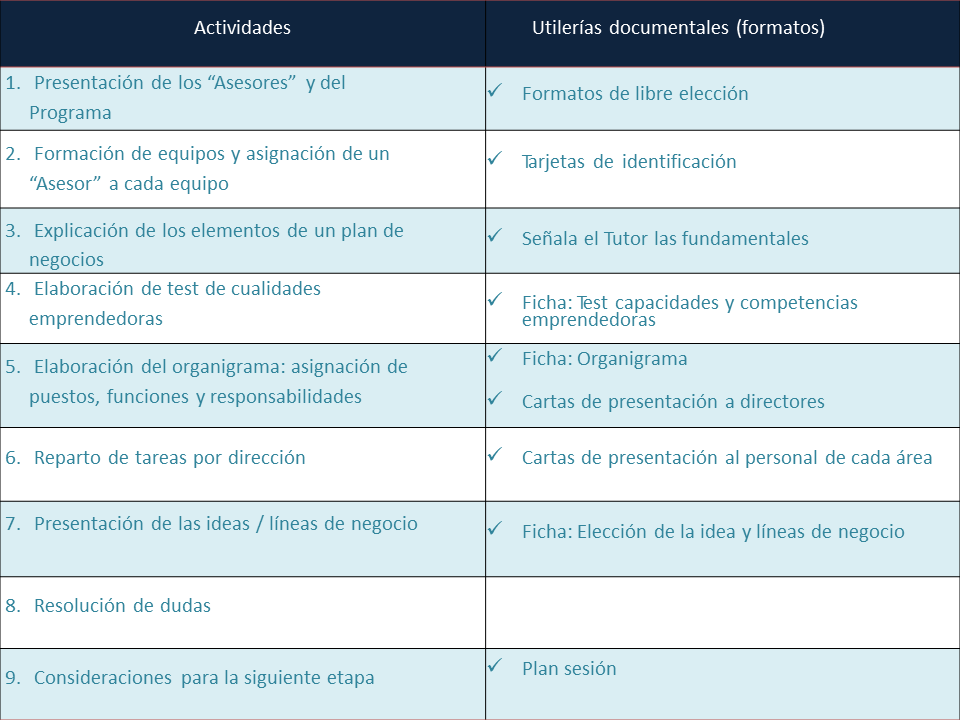 Actividades
Utilerías documentales (formatos)
1. Presentación de los “Asesores” y del
Programa
✓ Formatos de libre elección
2. Formación de equipos y asignación de un
“Asesor” a cada equipo
✓ Tarjetas de identificación
3. Explicación de los elementos de un plan de
negocios
✓ Señala el Tutor las fundamentales
4. Elaboración de test de cualidades
emprendedoras
✓ Ficha: Test capacidades y competencias
emprendedoras
5. Elaboración del organigrama: asignación de
puestos, funciones y responsabilidades
✓ Ficha: Organigrama
✓ Cartas de presentación a directores
6. Reparto de tareas por dirección
✓ Cartas de presentación al personal de cada área
7. Presentación de las ideas / líneas de negocio
✓ Ficha: Elección de la idea y líneas de negocio
8. Resolución de dudas
9. Consideraciones para la siguiente etapa
✓ Plan sesión